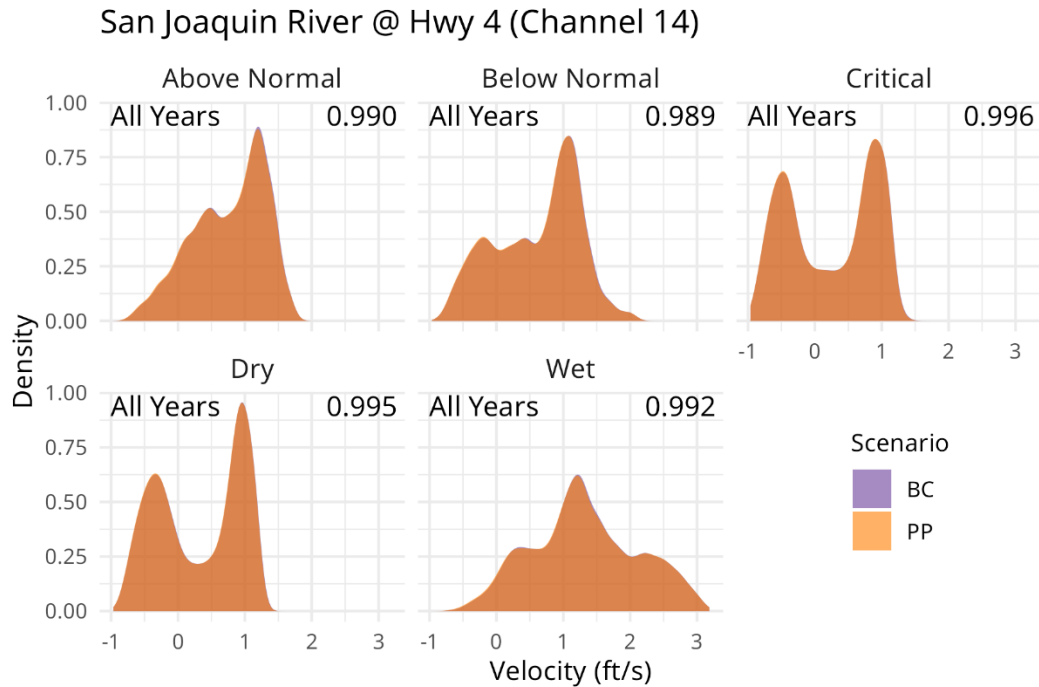 San Joaquin River @ Hwy 4 (Channel 14)
Above Normal
Below Normal
Critical
All Years 0.990
All Years 0.989
All Years 0.996
1.00
0.75
0.50
0.25
0.00
-1 0 1 2 3
Density
Dry
Wet
All Years 0.995
All Years 0.992
1.00
0.75
0.50
0.25
0.00
-1 0 1 2 3
-1 0 1 2 3
Velocity (ft/s)
Scenario
BC
PP